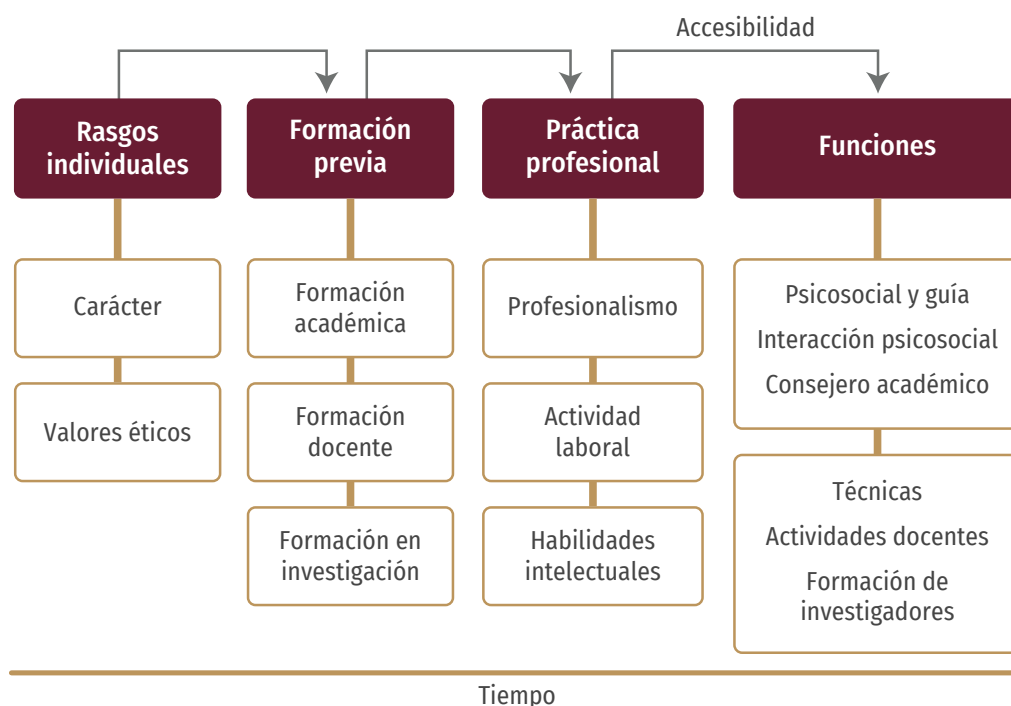 Accesibilidad
Rasgos
individuales
Formación
previa
Práctica
profesional
Funciones
Carácter
Valores éticos
Formación
académica
Formación
docente
Formación en
investigación
Profesionalismo
Actividad
laboral
Habilidades
intelectuales
Psicosocial y guía
Interacción psicosocial
Consejero académico
Técnicas
Actividades docentes
Formación de
investigadores
Tiempo